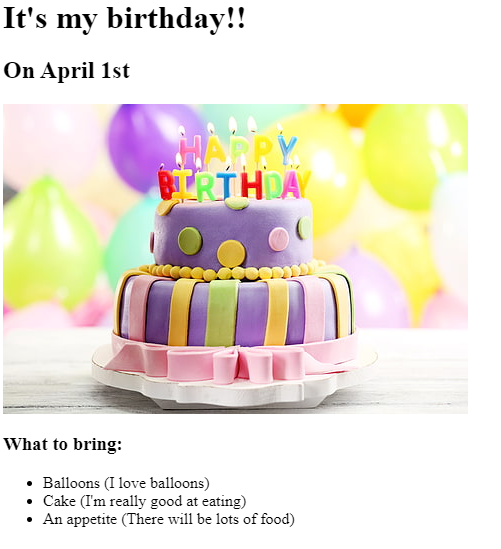 It's my birthday!!
On April 1st
HAPPY
BIRTHDAY
What to bring:
Balloons (I love balloons)
Cake (I'm really good at eating)
An appetite (There will be lots of food)